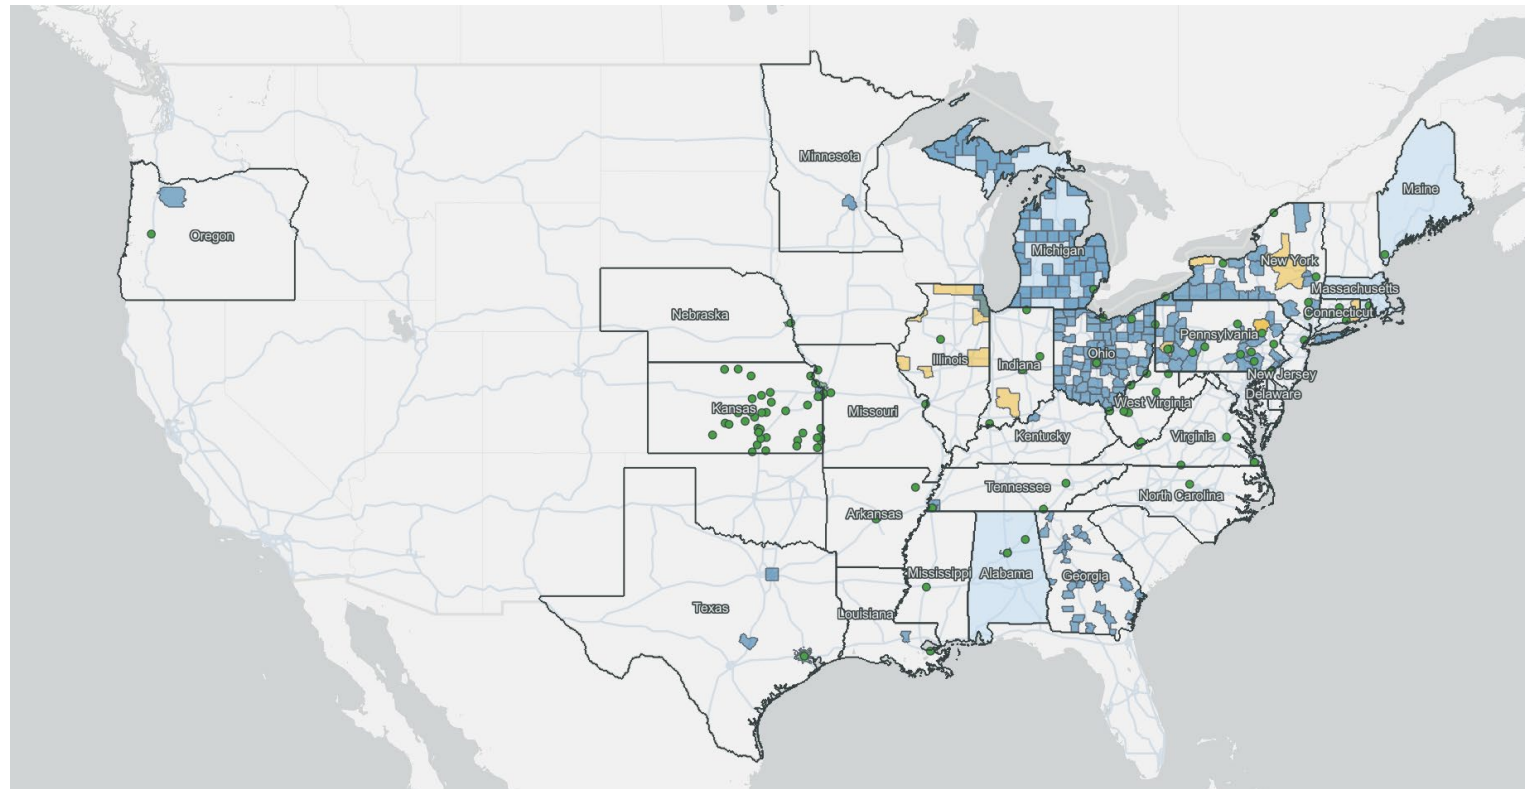 Minnesota
Maine
Oregon
Michigan
New York
Massachusetts
Nebraska
Connecticut
Pennsylvania
Ohio
Illinois
Indiana
New Jersey
Delaware
Kansas
Missouri
West Virginia
Kentucky
Virginia
Tennessee
North Carolina
Arkansas
Mississippi
Alabama
Georgia
Texas
Louisiana